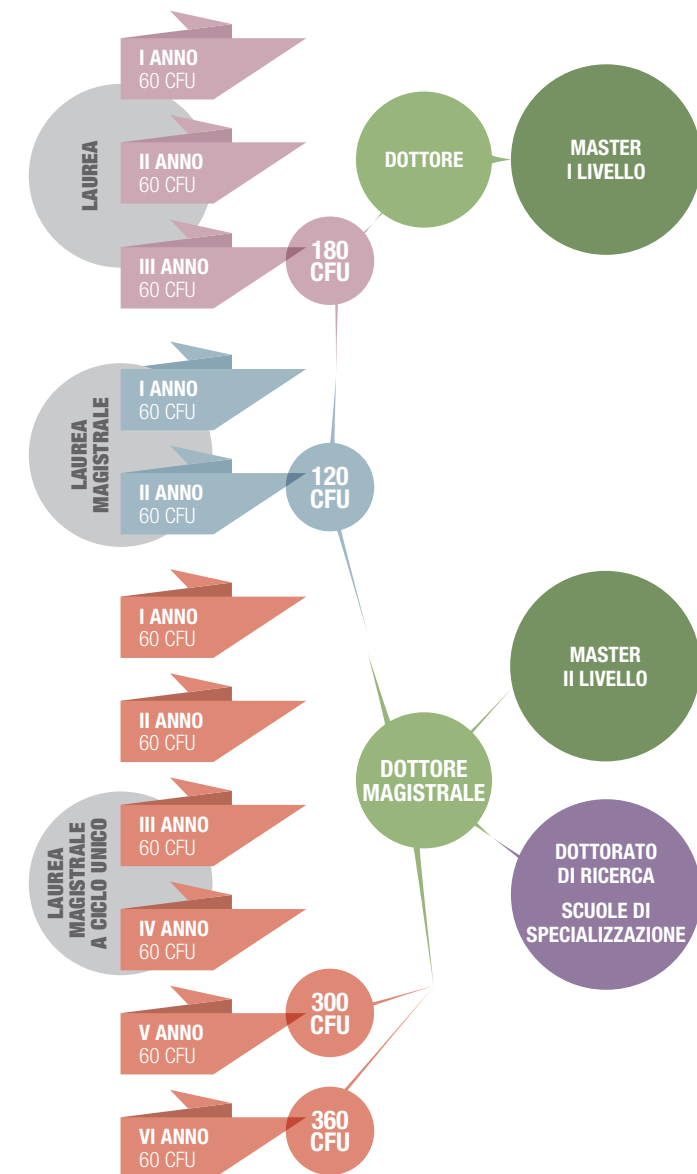 LAUREA
I ANNO
60 CFU
II ANNO
60 CFU
III ANNO
60 CFU
180
CFU
DOTTORE
MASTER
I LIVELLO
LAUREA
MAGISTRALE
I ANNO
60 CFU
II ANNO
60 CFU
120
CFU
LAUREA
MAGISTRALE
A CICLO UNICO
I ANNO
60 CFU
II ANNO
60 CFU
III ANNO
60 CFU
IV ANNO
60 CFU
V ANNO
60 CFU
VI ANNO
60 CFU
300
CFU
360
CFU
DOTTORE
MAGISTRALE
MASTER
II LIVELLO
DOTTORATO
DI RICERCA
SCUOLE DI
SPECIALIZZAZIONE